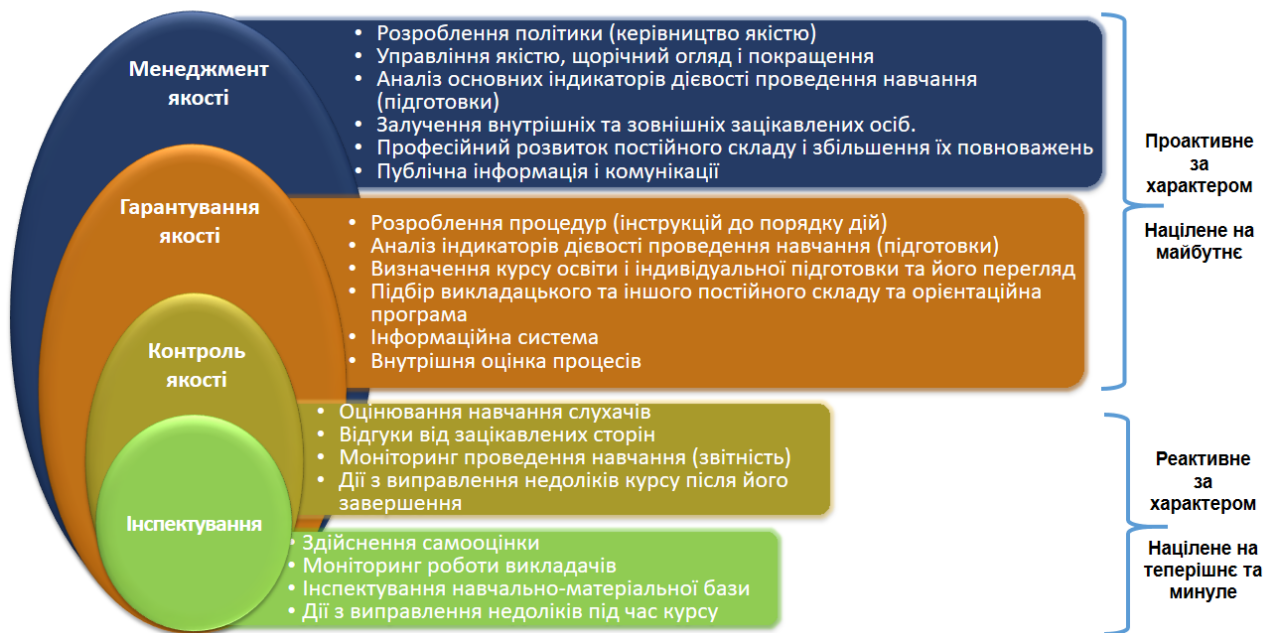 Менеджмент
якості
• Розроблення політики (керівництво якістю)
• Управління якістю, щорічний огляд і покращення
• Аналіз основних індикаторів дієвості проведення навчання
(підготовки)
• Залучення внутрішніх та зовнішніх зацікавлених осіб.
• Професійний розвиток постійного складу і збільшення їх повноважень
• Публічна інформація і комунікації
Гарантування
якості
• Розроблення процедур (інструкцій до порядку дій)
• Аналіз індикаторів дієвості проведення навчання (підготовки)
• Визначення курсу освіти і індивідуальної підготовки та його перегляд
• Підбір викладацького та іншого постійного складу та орієнтаційна
програма
• Інформаційна система
• Внутрішня оцінка процесів
Проактивне
за
характером
Націлене на
майбутнє
Контроль
якості
• Оцінювання навчання слухачів
• Відгуки від зацікавлених сторін
• Моніторинг проведення навчання (звітність)
• Дії з виправлення недоліків курсу після його
завершення
Інспектування
• Здійснення самооцінки
• Моніторинг роботи викладачів
• Інспектування навчально-матеріальної бази
• Дії з виправлення недоліків під час курсу
Реактивне
за
характером
Націлене на
теперішнє та
минуле